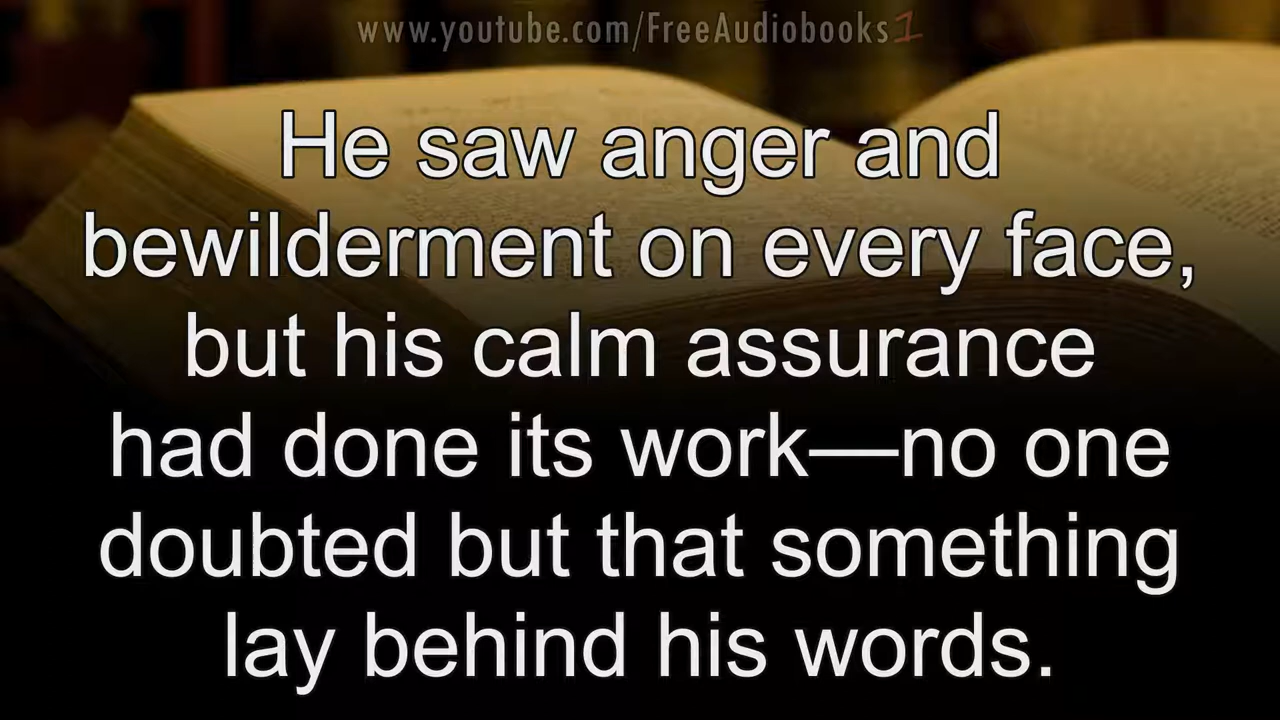 www.youtube.com/FreeAudiobooks1
He saw anger and
bewilderment on every face,
but his calm assurance
had done its work—no one
doubted but that something
lay behind his words.